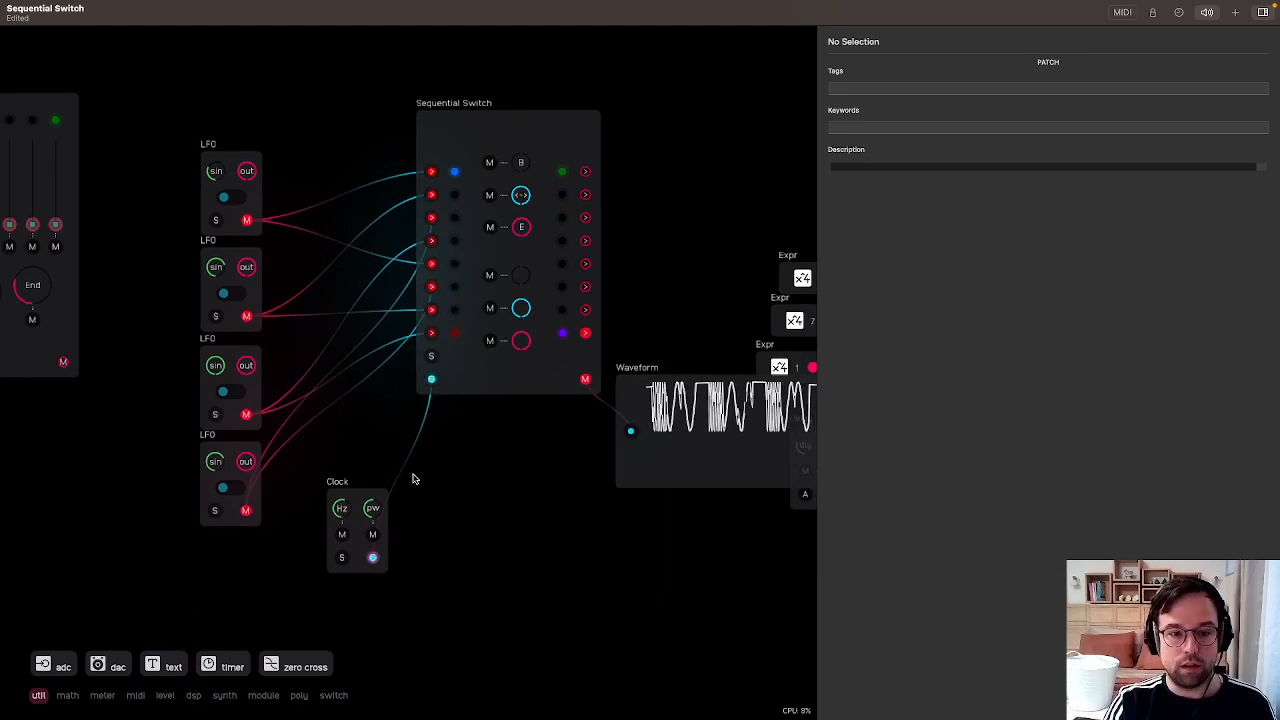 Sequential Switch
Edited
MIDI
No Selection
PATCH
Tags
Keywords
Description
Sequential Switch
M B
M <->
M E
M
M
M
S
M
LFO
sin out
S M
LFO
sin out
S M
LFO
sin out
S M
LFO
sin out
S M
M M M
End
M
M
Clock
Hz pw
M M
S
Waveform
Expr
Expr
7
Expr
1
M
A
adc dac text timer zero cross
util math meter midi level dsp synth module poly switch
CPU: 8%